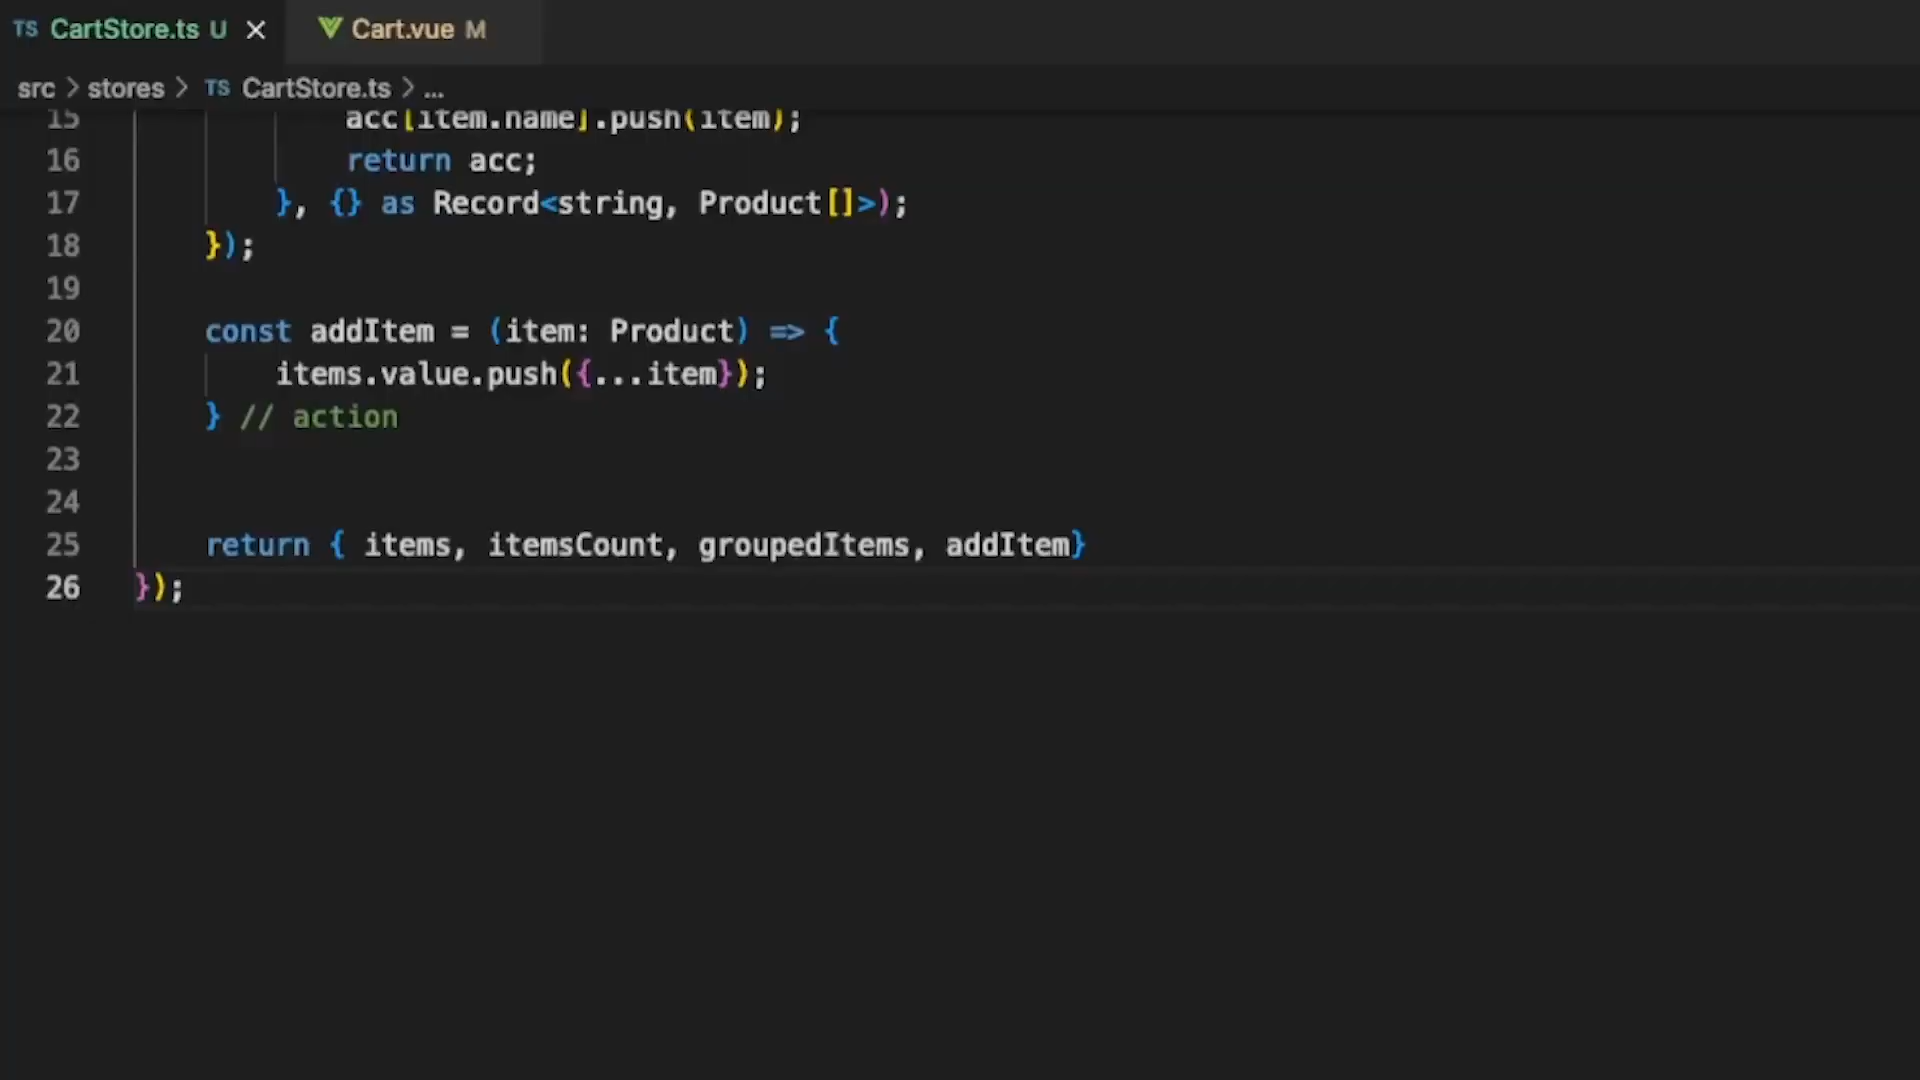 TS CartStore.ts U × Cart.vue M
src > stores > TS CartStore.ts > ...
15 acc[item.name].push(item);
16 return acc;
17 }, {} as Record<string, Product[]>);
18 });
19
20 const addItem = (item: Product) => {
21 items.value.push({...item});
22 } // action
23
24
25 return { items, itemsCount, groupedItems, addItem}
26 });